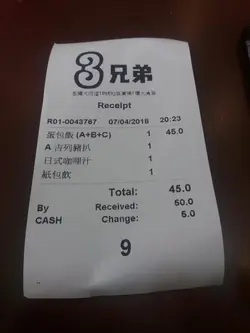 3兄弟
Receipt
R01-0043767 07/04/2018 20:23
蛋包飯 (A+B+C) 1 45.0
A 吉列豬扒 1
日式咖喱汁 1
紙包飲 1
Total: 45.0
By Received: 50.0
CASH Change: 5.0
9